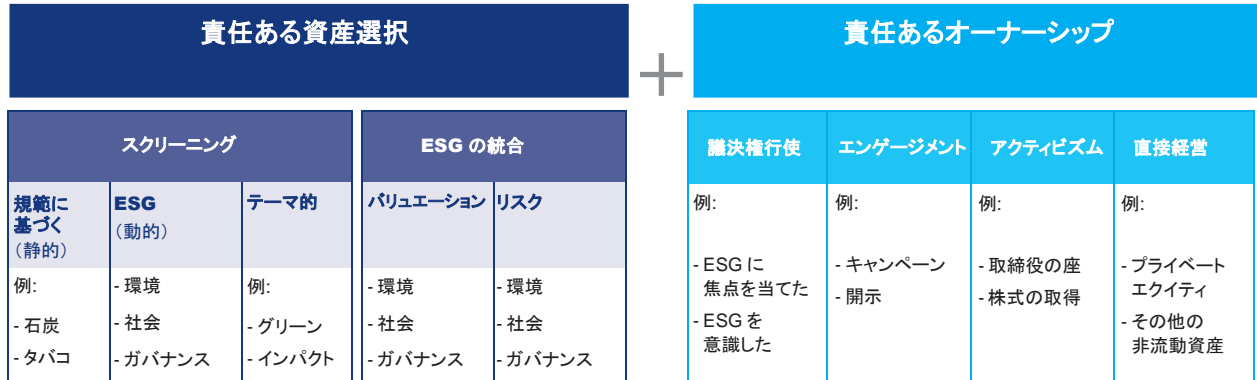 責任ある資産選択
+
責任あるオーナーシップ
スクリーニング
ESG の統合
規範に
基づく
（静的）
ESG
（動的）
テーマ的
バリュエーション
リスク
例:
- 石炭
- タバコ
- 環境
- 社会
- ガバナンス
例:
- グリーン
- インパクト
- 環境
- 社会
- ガバナンス
- 環境
- 社会
- ガバナンス
議決権行使
エンゲージメント
アクティビズム
直接経営
例:
- ESG に
焦点を当てた
- ESG を
意識した
例:
- キャンペーン
- 開示
例:
- 取締役の座
- 株式の取得
例:
- プライベート
エクイティ
- その他の
非流動資産